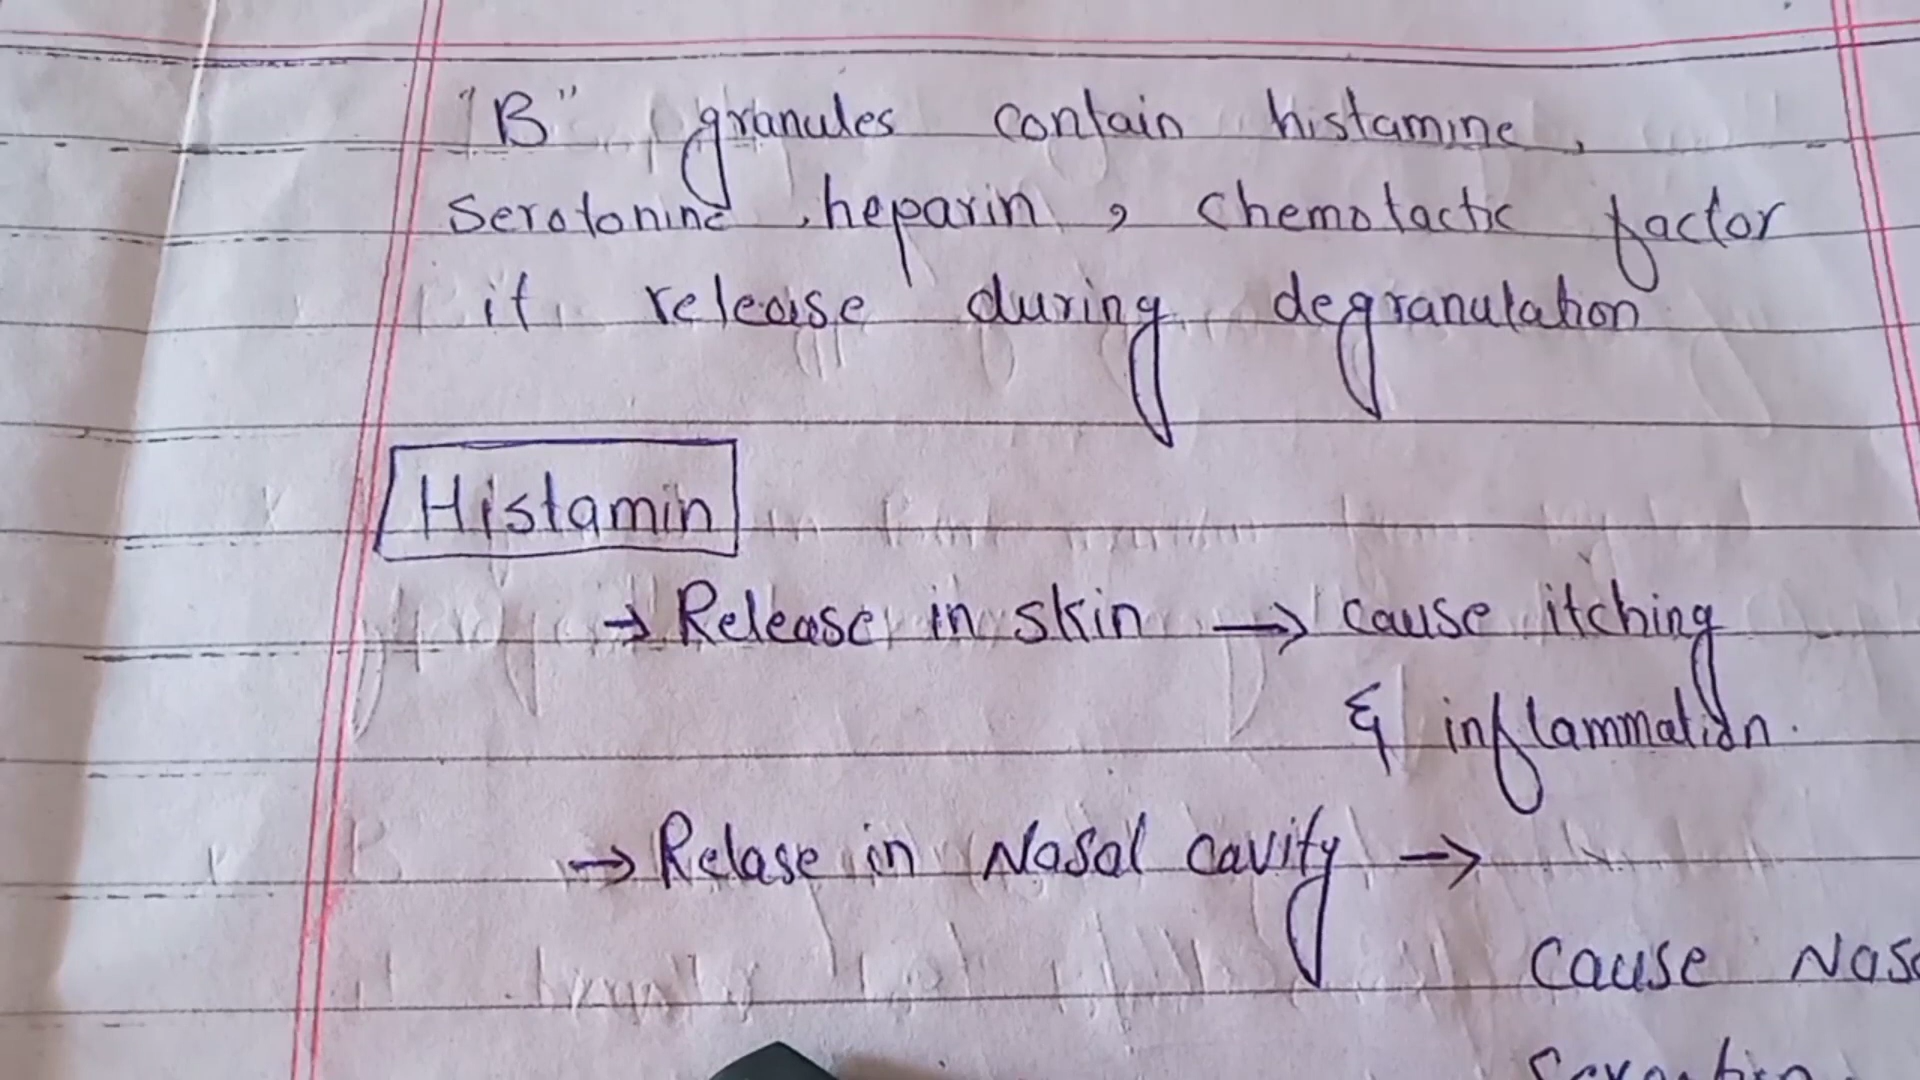 "B" granules contain histamine,
Serotonine, heparin, Chemotactic factor
it release during degranulation
Histamin
→ Release in skin → cause itching
& inflammation.
→ Relase in Nasal cavity →
cause